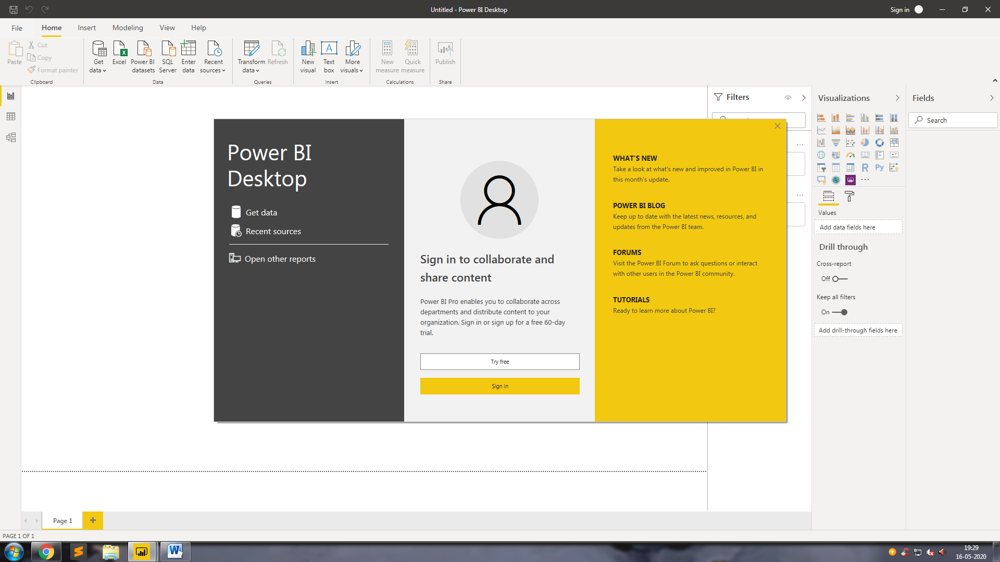 Untitled - Power BI Desktop
Sign in
File
Home
Insert
Modeling
View
Help
Paste
Cut
Copy
Format painter
Clipboard
Get
data
Excel
Power BI
datasets
SQL
Server
Enter
data
Recent
sources
Data
Transform
data
Refresh
Queries
New
visual
Text
box
More
visuals
Insert
New
measure
Quick
measure
Calculations
Publish
Share
Filters
Visualizations
Fields
Search
R
Py
Values
Add data fields here
Drill through
Cross-report
Off
Keep all filters
On
Add drill-through fields here
Power BI
Desktop
Get data
Recent sources
Open other reports
Sign in to collaborate and
share content
Power BI Pro enables you to collaborate across
departments and distribute content to your
organization. Sign in or sign up for a free 60-day
trial.
Try free
Sign in
WHAT'S NEW
Take a look at what's new and improved in Power BI in
this month's update.
POWER BI BLOG
Keep up to date with the latest news, resources, and
updates from the Power BI team.
FORUMS
Visit the Power BI Forum to ask questions or interact
with other users in the Power BI community.
TUTORIALS
Ready to learn more about Power BI?
Page 1
PAGE 1 OF 1
19:29
16-05-2020